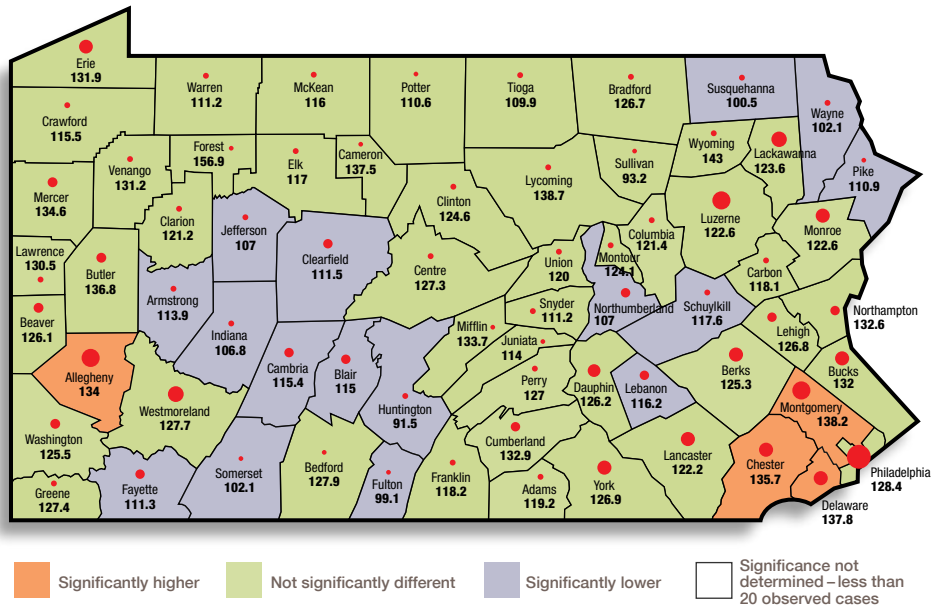 Erie
131.9
Warren
111.2
McKean
116
Potter
110.6
Tioga
109.9
Bradford
126.7
Susquehanna
100.5
Wayne
102.1
Crawford
115.5
Forest
156.9
Elk
117
Cameron
137.5
Venango
131.2
Sullivan
93.2
Wyoming
143
Lackawanna
123.6
Pike
110.9
Mercer
134.6
Clarion
121.2
Jefferson
107
Clearfield
111.5
Clinton
124.6
Lycoming
138.7
Columbia
121.4
Luzerne
122.6
Monroe
122.6
Lawrence
130.5
Butler
136.8
Armstrong
113.9
Centre
127.3
Union
120
Montour
124.1
Carbon
118.1
Beaver
126.1
Indiana
106.8
Mifflin
133.7
Snyder
111.2
Northumberland
107
Schuylkill
117.6
Lehigh
126.8
Northampton
132.6
Allegheny
134
Westmoreland
127.7
Cambria
115.4
Blair
115
Huntington
91.5
Juniata
114
Perry
127
Dauphin
126.2
Lebanon
116.2
Berks
125.3
Bucks
132
Montgomery
138.2
Washington
125.5
Cumberland
132.9
Lancaster
122.2
Chester
135.7
Philadelphia
128.4
Delaware
137.8
Greene
127.4
Fayette
111.3
Somerset
102.1
Bedford
127.9
Fulton
99.1
Franklin
118.2
Adams
119.2
York
126.9
Significantly higher
Not significantly different
Significantly lower
Significance not
determined – less than
20 observed cases